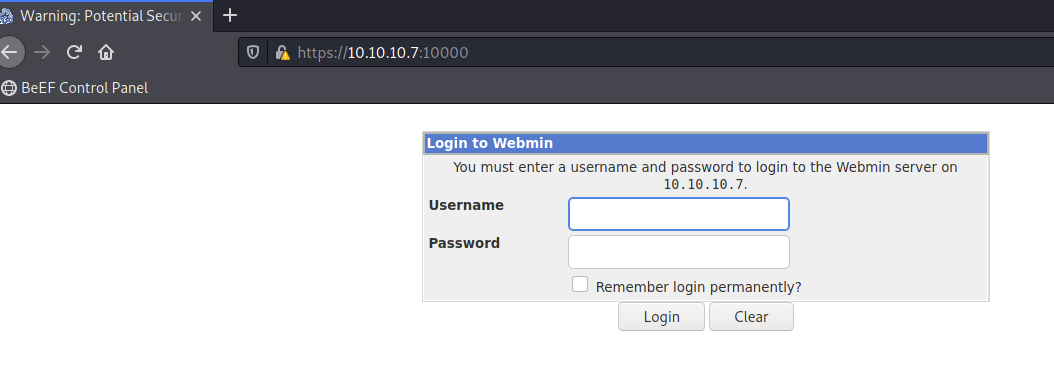 Warning: Potential Secur
https://10.10.10.7:10000
BeEF Control Panel
Login to Webmin
You must enter a username and password to login to the Webmin server on
10.10.10.7.
Username
Password
Remember login permanently?
Login Clear